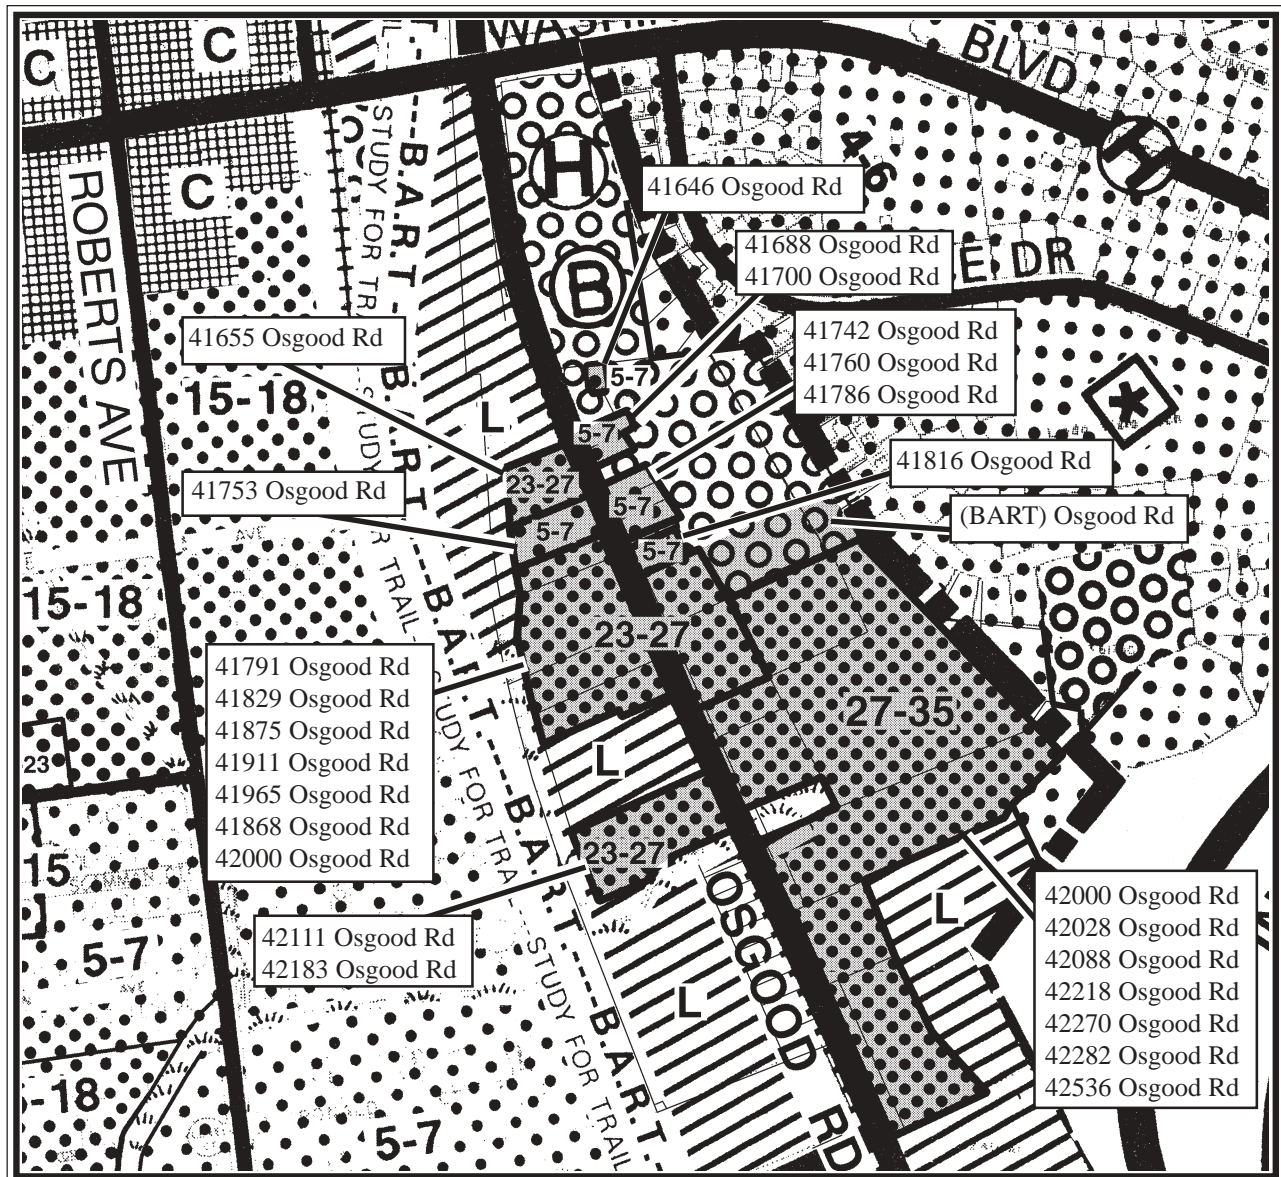 C
C
BLVD
STUDY FOR TRA
B.A.R.T.
H
H
4-6
ROBERTS AVE
C
41646 Osgood Rd
41688 Osgood Rd
41700 Osgood Rd
E DR
B
41655 Osgood Rd
41742 Osgood Rd
41760 Osgood Rd
41786 Osgood Rd
5-7
15-18
L
5-7
41753 Osgood Rd
23-27
5-7
41816 Osgood Rd
5-7
5-7
(BART) Osgood Rd
15-18
23-27
41791 Osgood Rd
41829 Osgood Rd
41875 Osgood Rd
41911 Osgood Rd
41965 Osgood Rd
41868 Osgood Rd
42000 Osgood Rd
27-35
L
23
23-27
15
L
42000 Osgood Rd
42028 Osgood Rd
42088 Osgood Rd
42218 Osgood Rd
42270 Osgood Rd
42282 Osgood Rd
42536 Osgood Rd
5-7
42111 Osgood Rd
42183 Osgood Rd
OSGOOD RD
L
STUDY FOR TRAIL
B.A.R.T.
-18
5-7